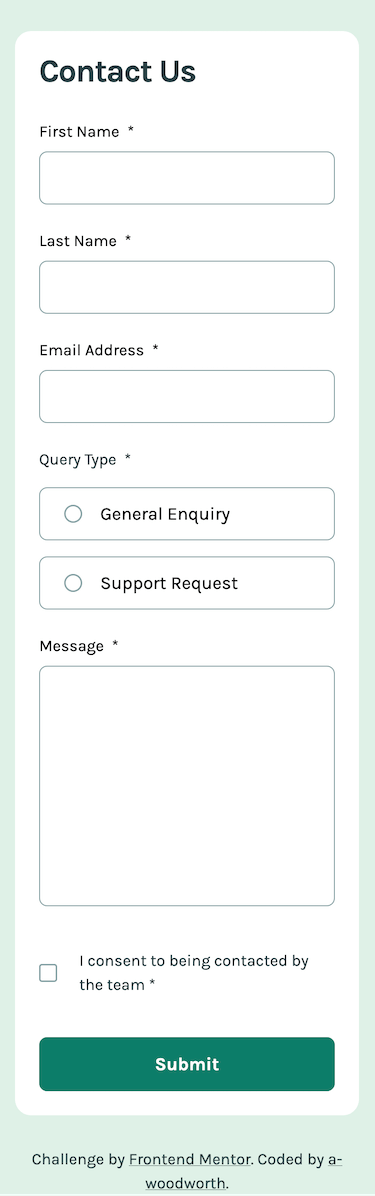 Contact Us
First Name *
Last Name *
Email Address *
Query Type *
General Enquiry
Support Request
Message *
I consent to being contacted by
the team *
Submit
Challenge by Frontend Mentor. Coded by a-
woodworth.